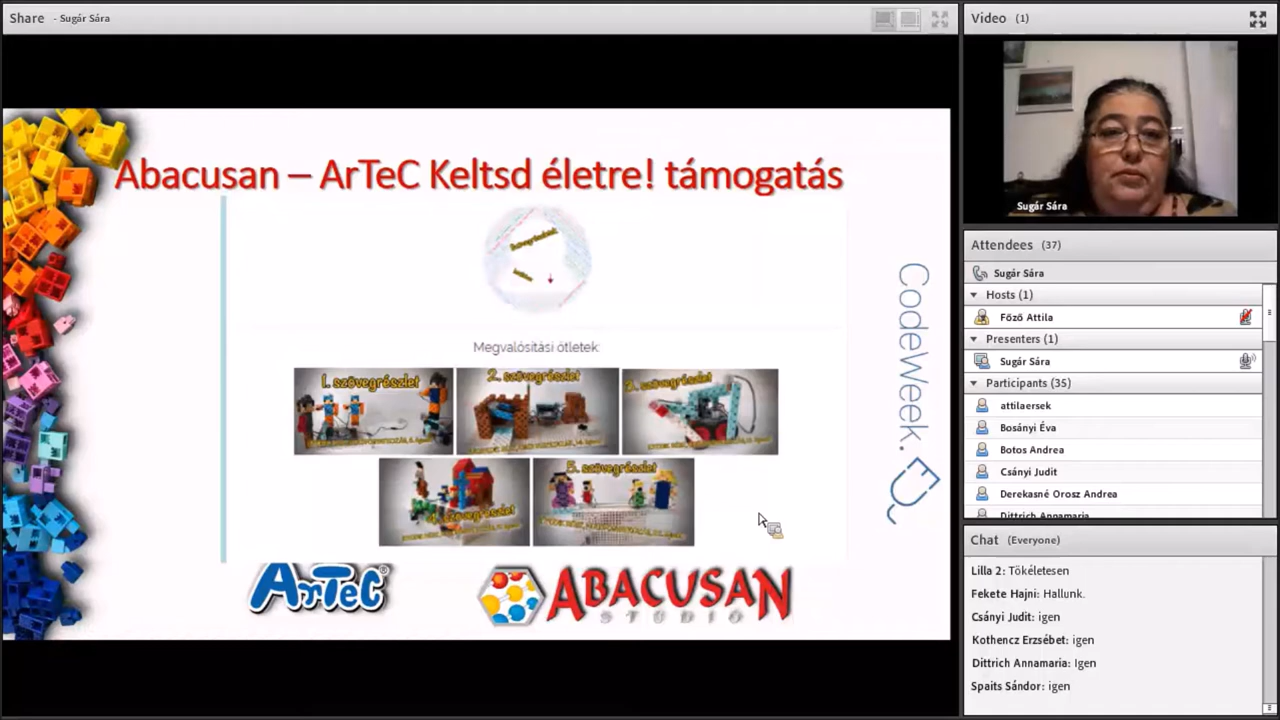 Share - Sugár Sára
Abacusan – ArTeC Keltsd életre! támogatás
Megvalósítási ötletek:
1. szövegrészlet
2. szövegrészlet
3. szövegrészlet
4. szövegrészlet
5. szövegrészlet
CodeWeek.
ArTeC®
ABACUSAN
STUDIO
Video (1)
Sugár Sára
Attendees (37)
Sugár Sára
Hosts (1)
Főző Attila
Presenters (1)
Sugár Sára
Participants (35)
attilaersek
Bosányi Éva
Botos Andrea
Csányi Judit
Derekasné Orosz Andrea
Dittrich Annamaria
Chat (Everyone)
Lilla 2: Tökéletesen
Fekete Hajni: Hallunk.
Csányi Judit: igen
Kothencz Erzsébet: igen
Dittrich Annamaria: Igen
Spaits Sándor: igen